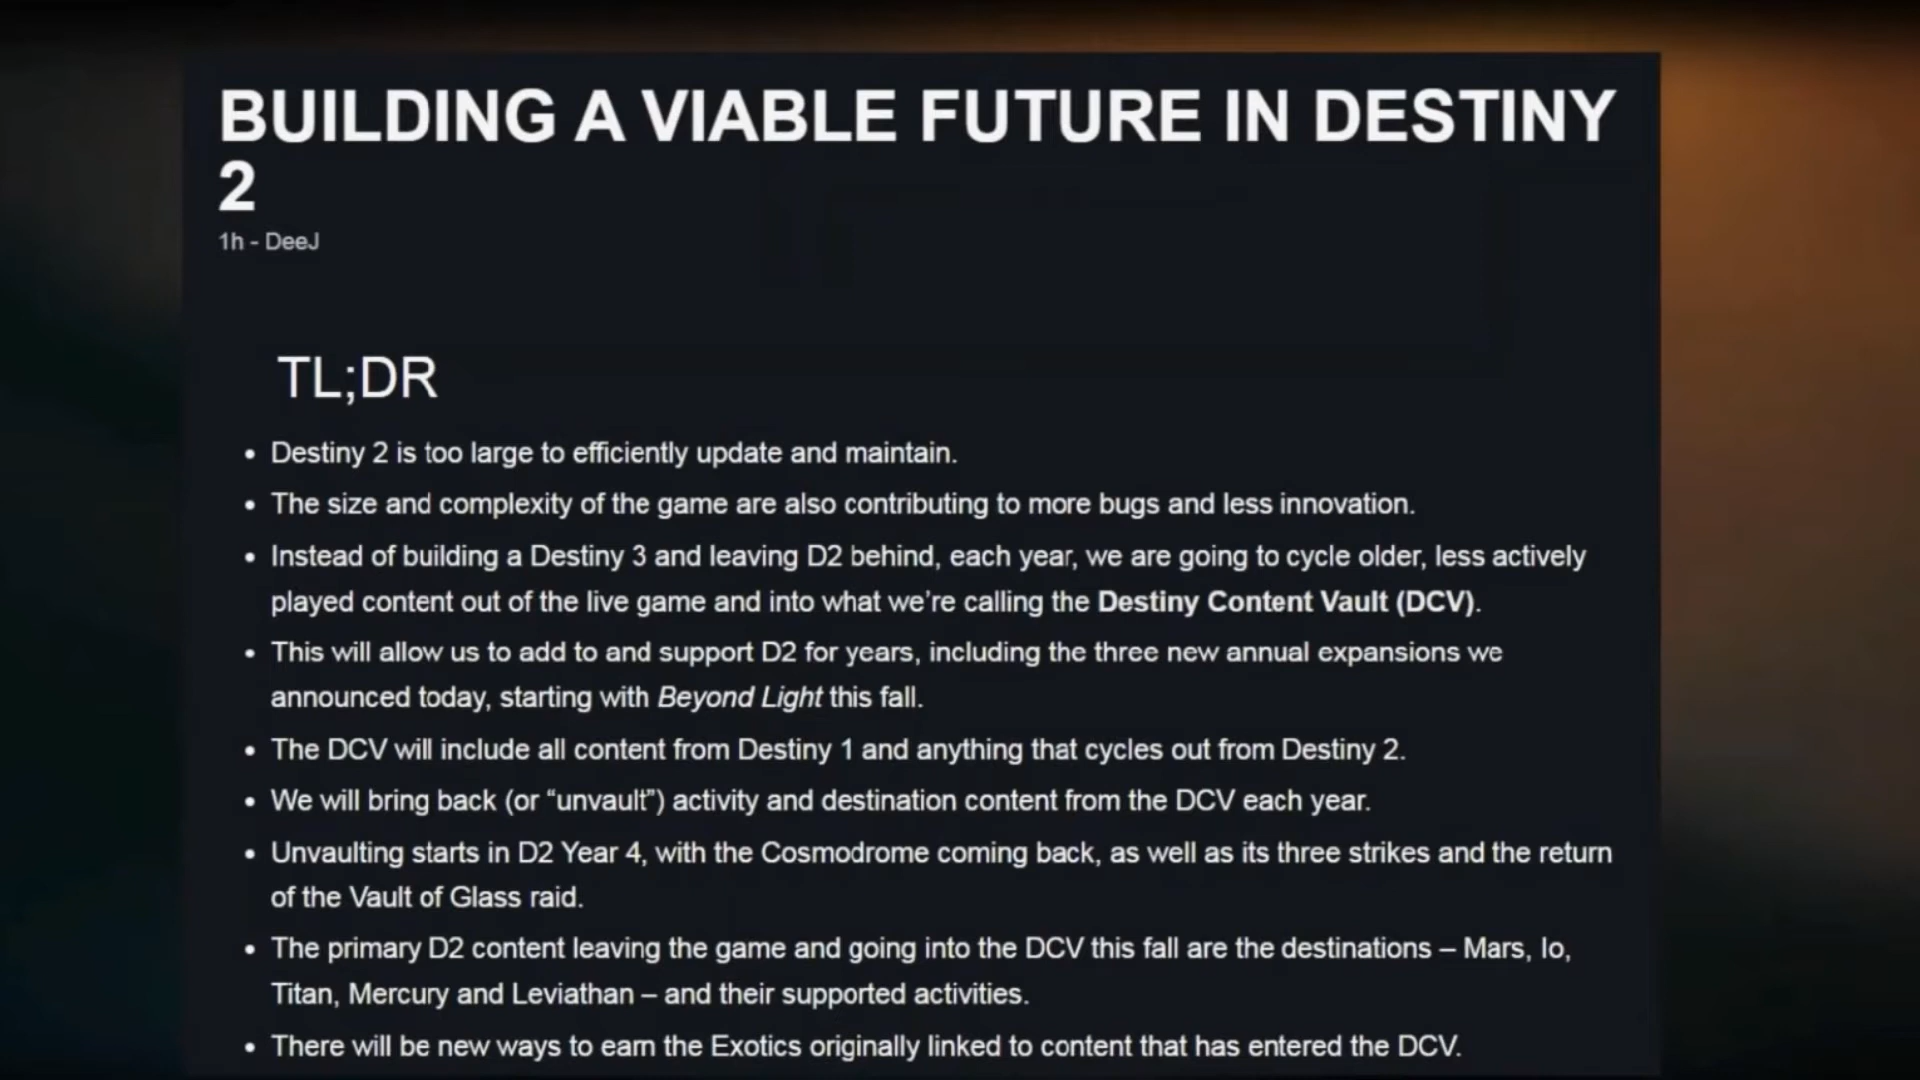 BUILDING A VIABLE FUTURE IN DESTINY
2
1h - DeeJ
TL;DR
• Destiny 2 is too large to efficiently update and maintain.
• The size and complexity of the game are also contributing to more bugs and less innovation.
• Instead of building a Destiny 3 and leaving D2 behind, each year, we are going to cycle older, less actively
played content out of the live game and into what we’re calling the Destiny Content Vault (DCV).
• This will allow us to add to and support D2 for years, including the three new annual expansions we
announced today, starting with Beyond Light this fall.
• The DCV will include all content from Destiny 1 and anything that cycles out from Destiny 2.
• We will bring back (or “unvault”) activity and destination content from the DCV each year.
• Unvaulting starts in D2 Year 4, with the Cosmodrome coming back, as well as its three strikes and the return
of the Vault of Glass raid.
• The primary D2 content leaving the game and going into the DCV this fall are the destinations – Mars, Io,
Titan, Mercury and Leviathan – and their supported activities.
• There will be new ways to earn the Exotics originally linked to content that has entered the DCV.